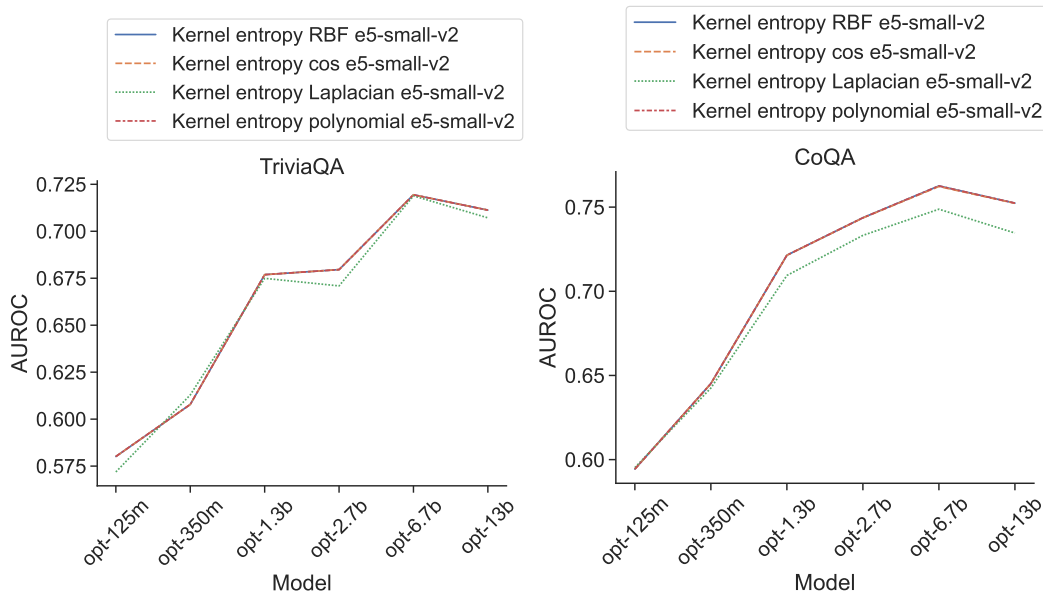 Kernel entropy RBF e5-small-v2
Kernel entropy cos e5-small-v2
Kernel entropy Laplacian e5-small-v2
Kernel entropy polynomial e5-small-v2
TriviaQA
0.725
0.700
0.675
0.650
0.625
0.600
0.575
AUROC
opt-125m
opt-350m
opt-1.3b
opt-2.7b
opt-6.7b
opt-13b
Model
Kernel entropy RBF e5-small-v2
Kernel entropy cos e5-small-v2
Kernel entropy Laplacian e5-small-v2
Kernel entropy polynomial e5-small-v2
CoQA
0.75
0.70
0.65
0.60
AUROC
opt-125m
opt-350m
opt-1.3b
opt-2.7b
opt-6.7b
opt-13b
Model